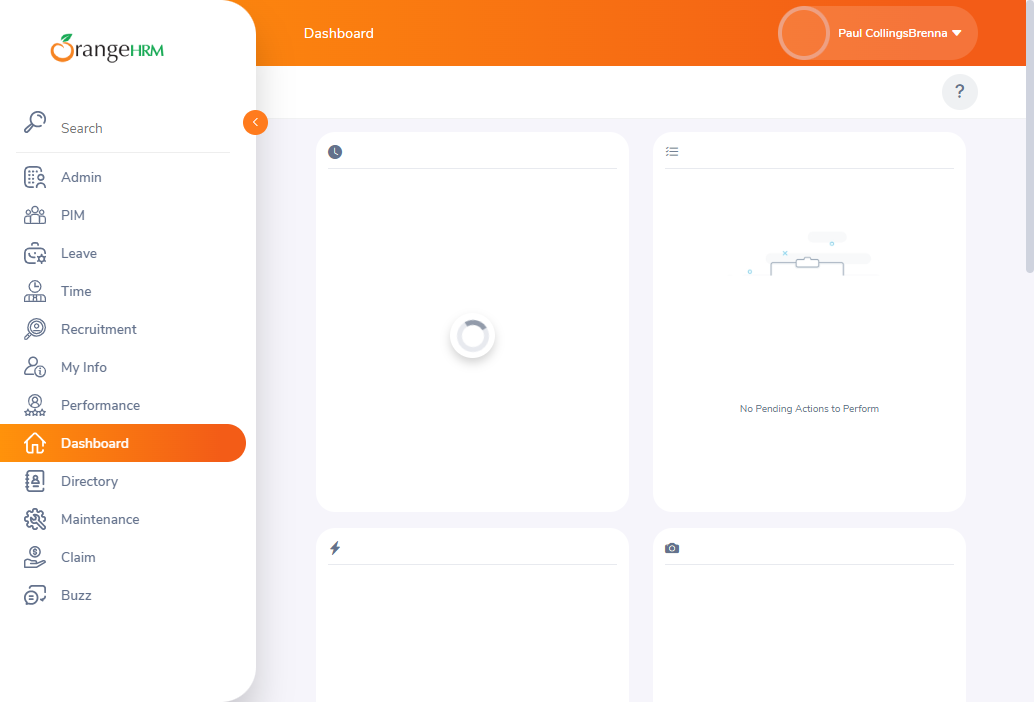 OrangeHRM
Dashboard
Paul CollingsBrenna
?
Search
Admin
PIM
Leave
Time
Recruitment
My Info
Performance
Dashboard
Directory
Maintenance
Claim
Buzz
No Pending Actions to Perform